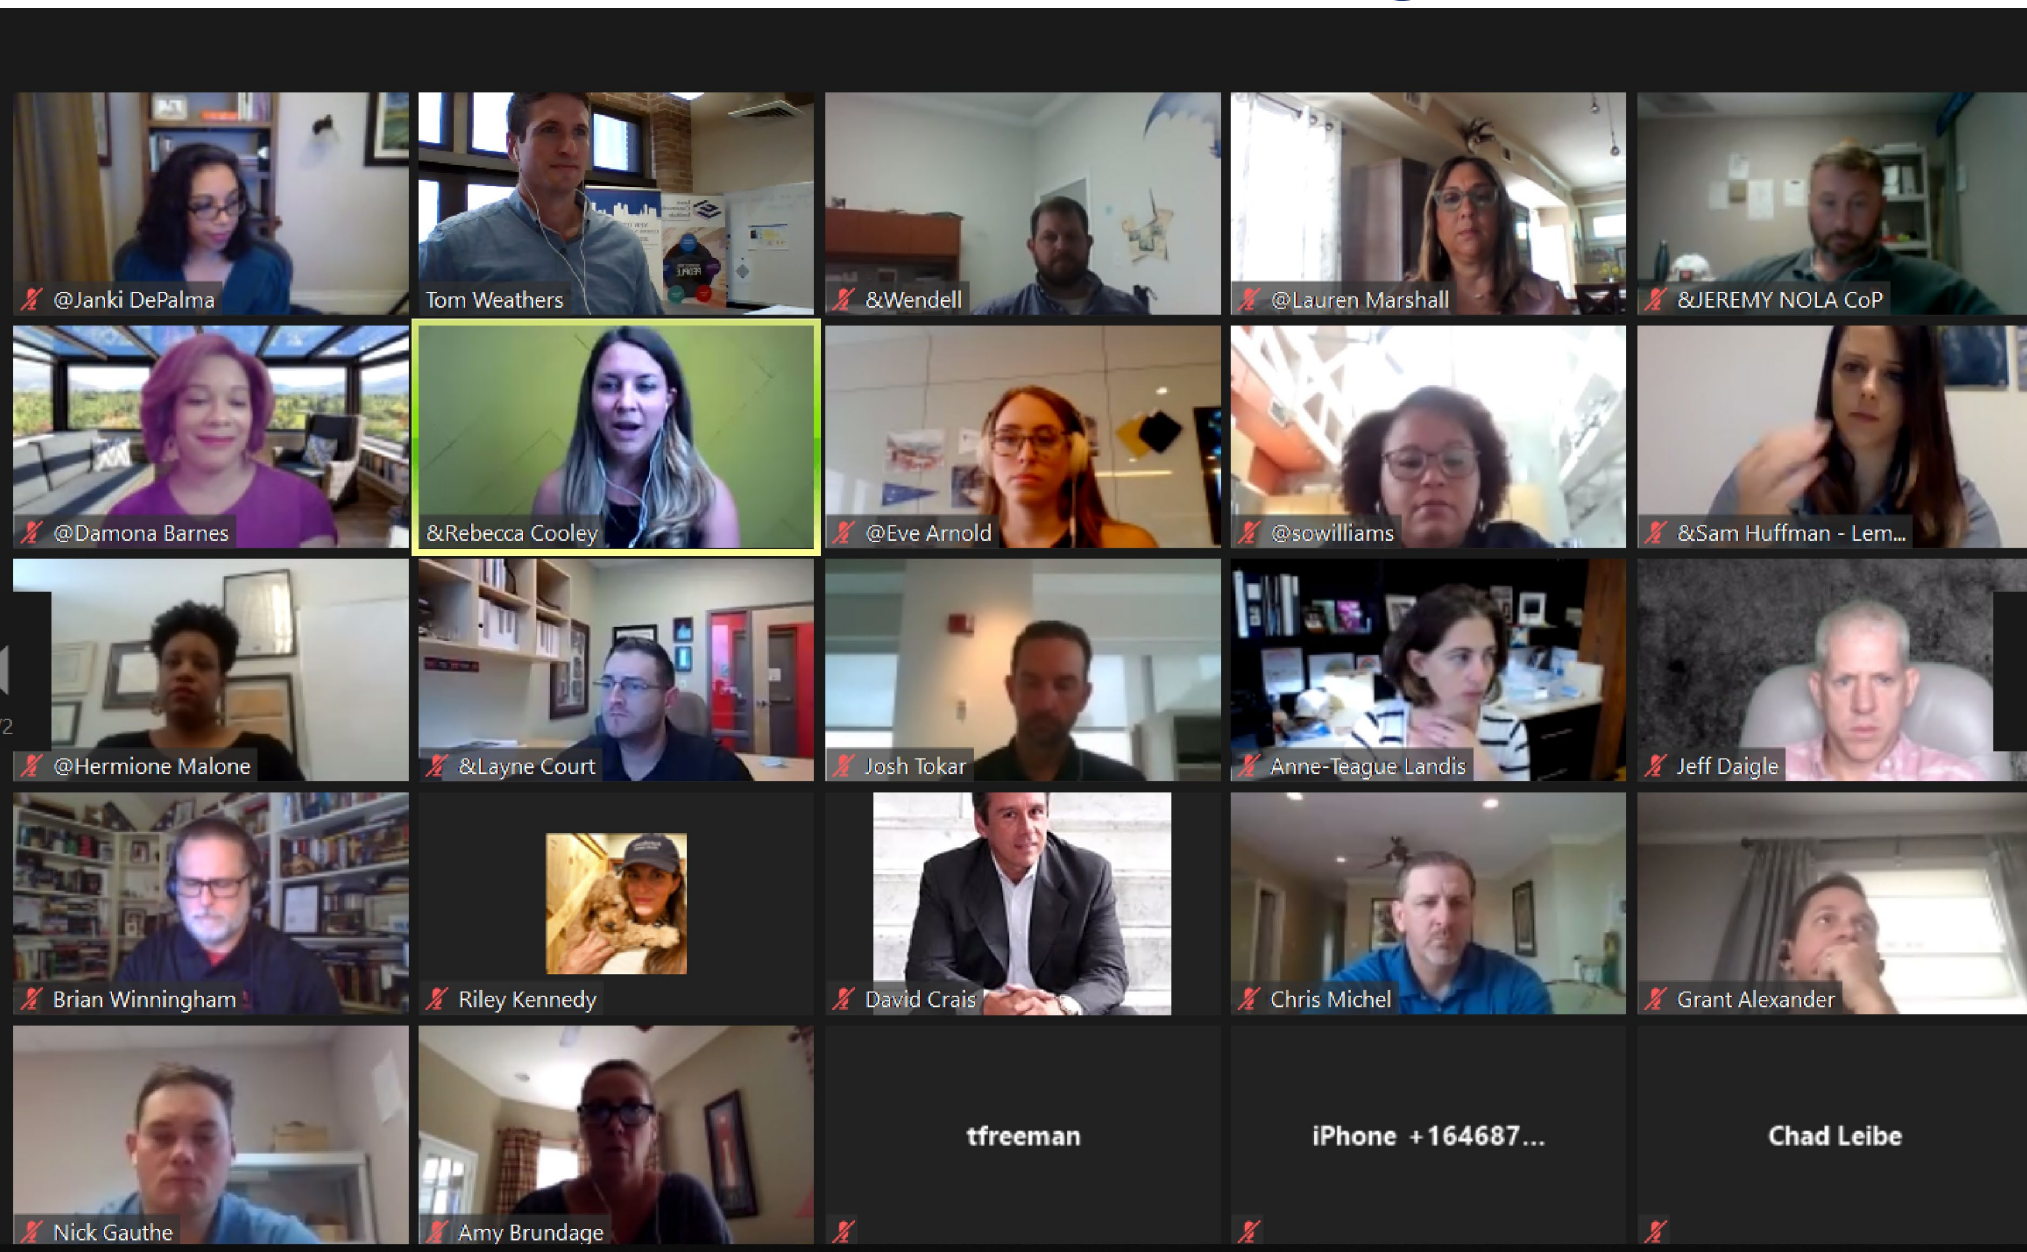 @Janki DePalma
Tom Weathers
&Wendell
@Lauren Marshall
&JEREMY NOLA CoP
@Damona Barnes
&Rebecca Cooley
@Eve Arnold
@sowilliams
&Sam Huffman - Lem...
@Hermione Malone
&Layne Court
Josh Tokar
Anne-Teague Landis
Jeff Daigle
/2
Brian Winningham
Riley Kennedy
David Crais
Chris Michel
Grant Alexander
Nick Gauthe
Amy Brundage
tfreeman
iPhone +164687...
Chad Leibe